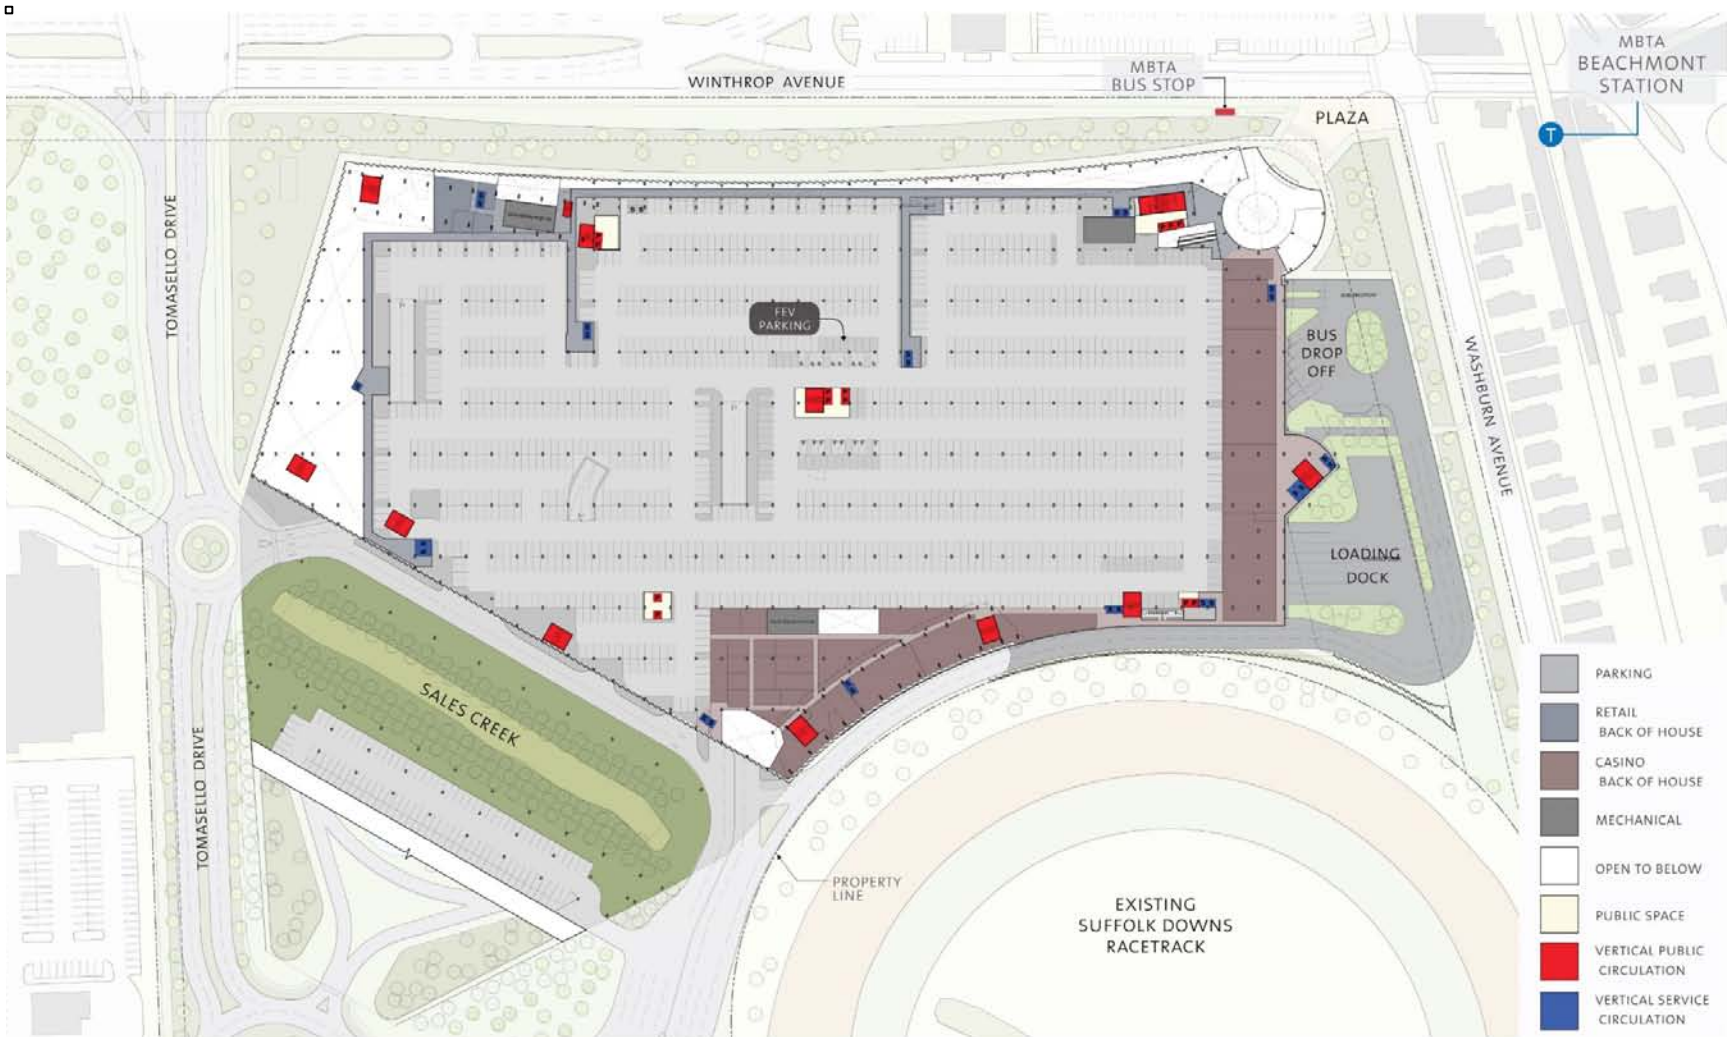 MBTA
BEACHMONT
STATION
MBTA
BUS STOP
WINTHROP AVENUE
PLAZA
T
TOMASELLO DRIVE
FEV
PARKING
BUS
DROP
OFF
WASHBURN AVENUE
LOADING
DOCK
SALES CREEK
TOMASELLO DRIVE
PROPERTY
LINE
EXISTING
SUFFOLK DOWNS
RACETRACK
PARKING
RETAIL
BACK OF HOUSE
CASINO
BACK OF HOUSE
MECHANICAL
OPEN TO BELOW
PUBLIC SPACE
VERTICAL PUBLIC
CIRCULATION
VERTICAL SERVICE
CIRCULATION